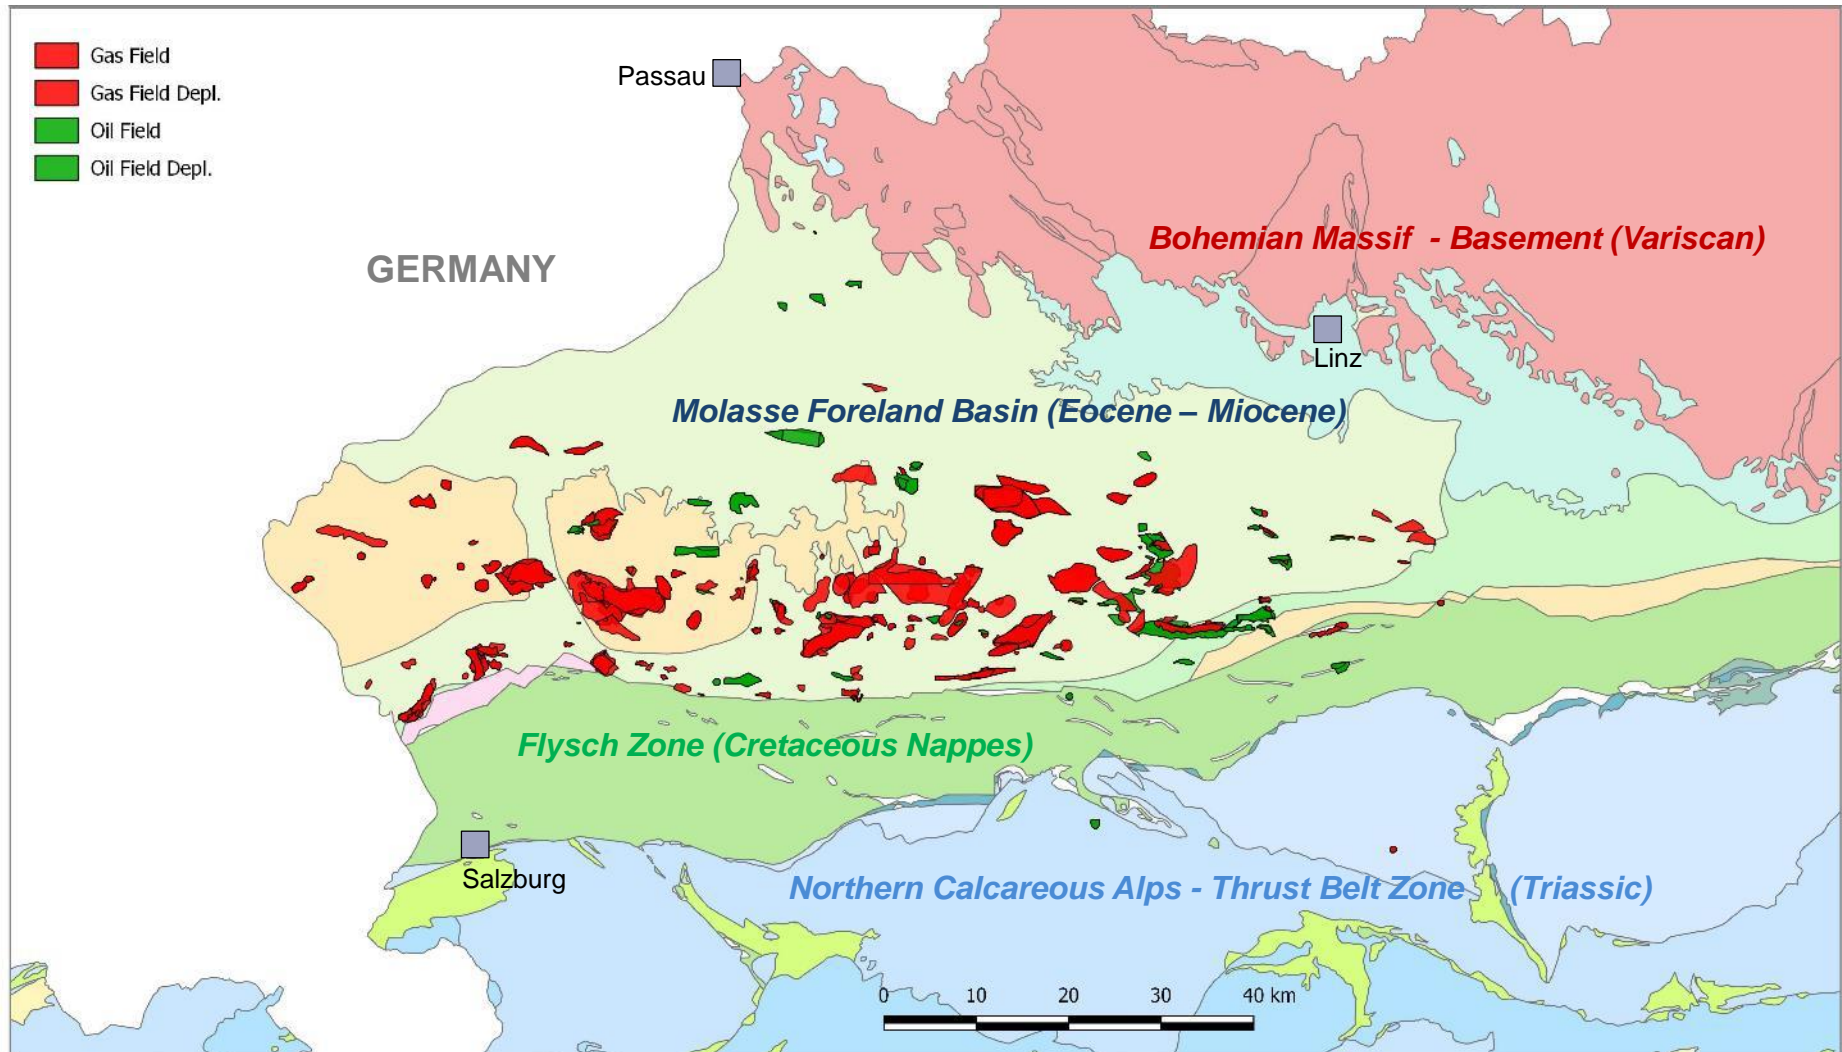 Gas Field
Gas Field Depl.
Oil Field
Oil Field Depl.
Passau
GERMANY
Bohemian Massif - Basement (Variscan)
Linz
Molasse Foreland Basin (Eocene – Miocene)
Flysch Zone (Cretaceous Nappes)
Salzburg
Northern Calcareous Alps - Thrust Belt Zone (Triassic)
0 10 20 30 40 km